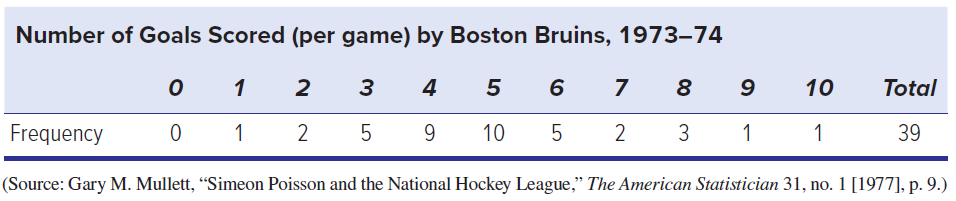 Number of Goals Scored (per game) by Boston Bruins, 1973–74
0 1 2 3 4 5 6 7 8 9 10 Total
Frequency 0 1 2 5 9 10 5 2 3 1 1 39
(Source: Gary M. Mullett, “Simeon Poisson and the National Hockey League,” The American Statistician 31, no. 1 [1977], p. 9.)